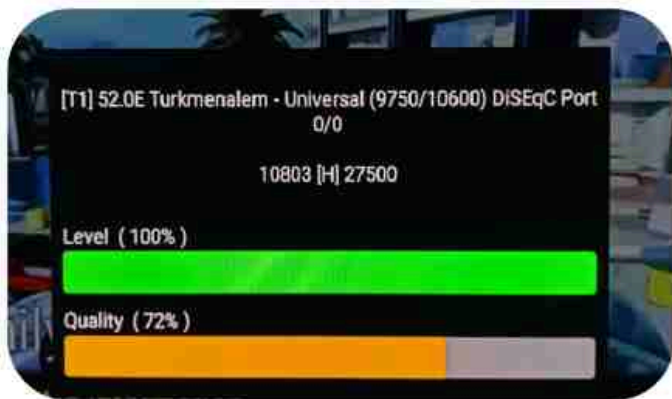 [T1] 52.0E Turkmenalem - Universal (9750/10600) DiSEqC Port
0/0
10803 [H] 27500
Level ( 100% )
Quality ( 72% )